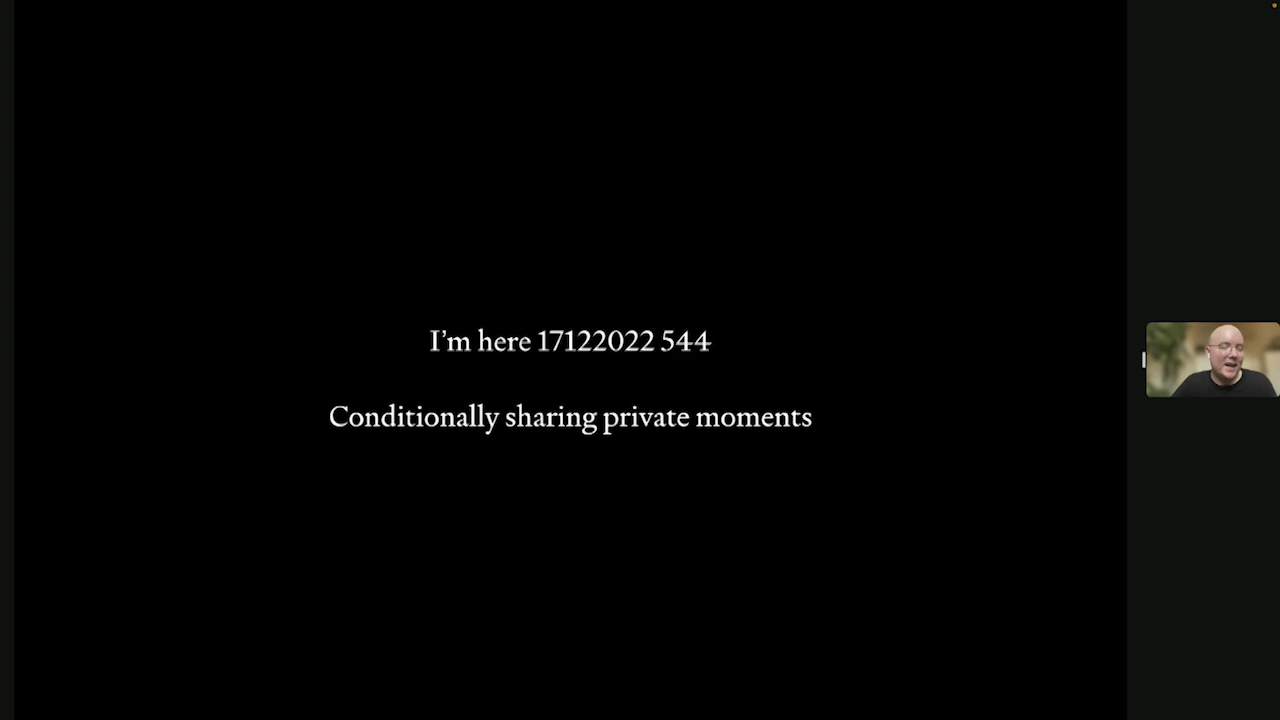 I’m here 17122022 544
Conditionally sharing private moments